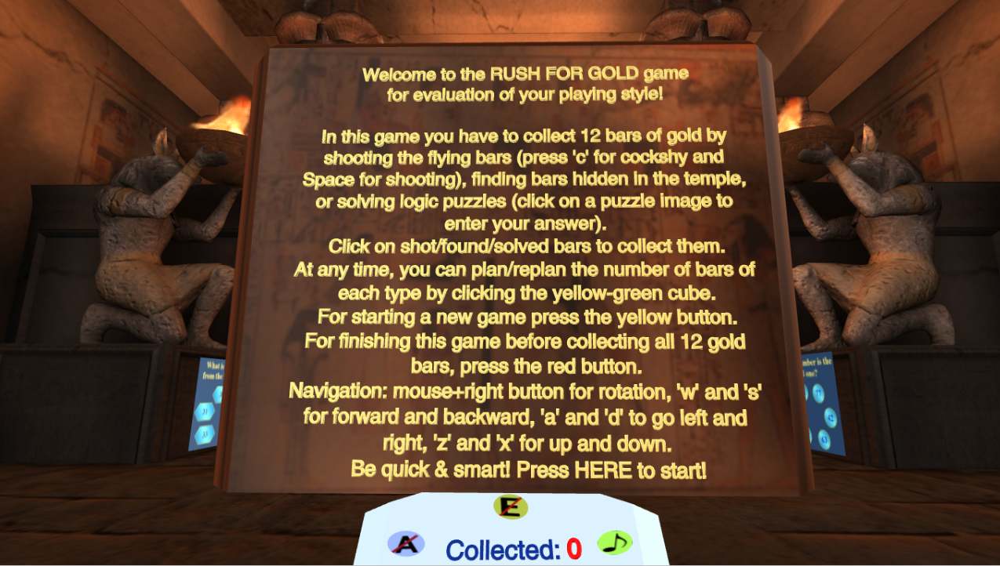 Welcome to the RUSH FOR GOLD game
for evaluation of your playing style!
In this game you have to collect 12 bars of gold by
shooting the flying bars (press 'c' for cockshy and
Space for shooting), finding bars hidden in the temple,
or solving logic puzzles (click on a puzzle image to
enter your answer).
Click on shot/found/solved bars to collect them.
At any time, you can plan/replan the number of bars of
each type by clicking the yellow-green cube.
For starting a new game press the yellow button.
For finishing this game before collecting all 12 gold
bars, press the red button.
Navigation: mouse+right button for rotation, 'w' and 's'
for forward and backward, 'a' and 'd' to go left and
right, 'z' and 'x' for up and down.
Be quick & smart! Press HERE to start!
What is
from the
31
33
mber is the
one?
77
42
63
E
A
Collected: 0